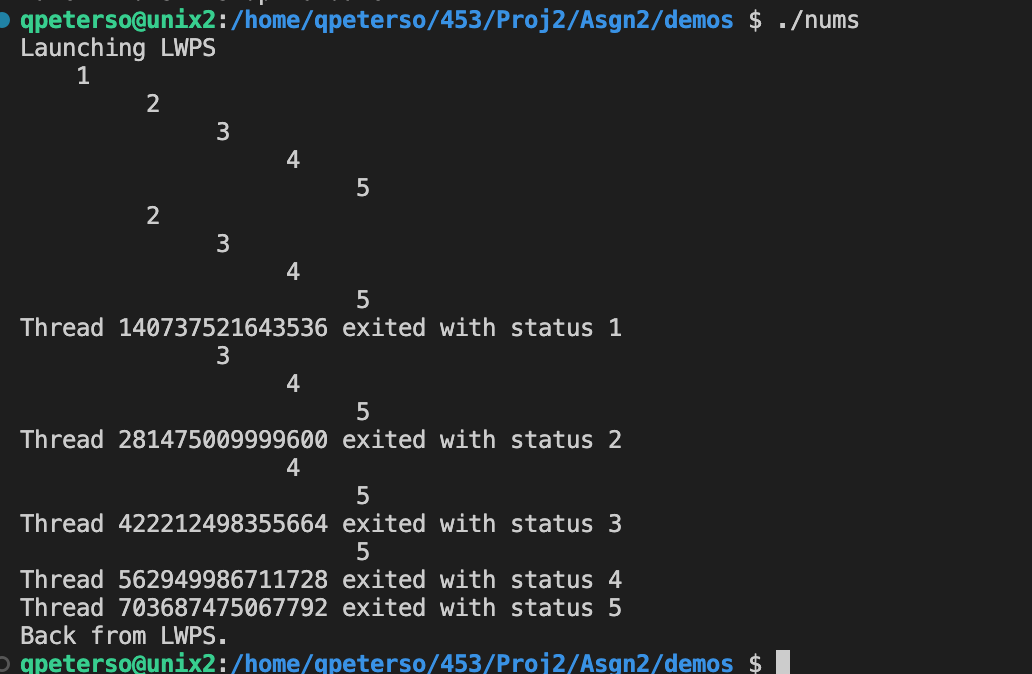 qpeterso@unix2:/home/qpeterso/453/Proj2/Asgn2/demos $ ./nums
Launching LWPS
1
2
3
4
5
2
3
4
5
Thread 140737521643536 exited with status 1
3
4
5
Thread 281475009999600 exited with status 2
4
5
Thread 422212498355664 exited with status 3
5
Thread 562949986711728 exited with status 4
Thread 703687475067792 exited with status 5
Back from LWPS.
qpeterso@unix2:/home/qpeterso/453/Proj2/Asgn2/demos $